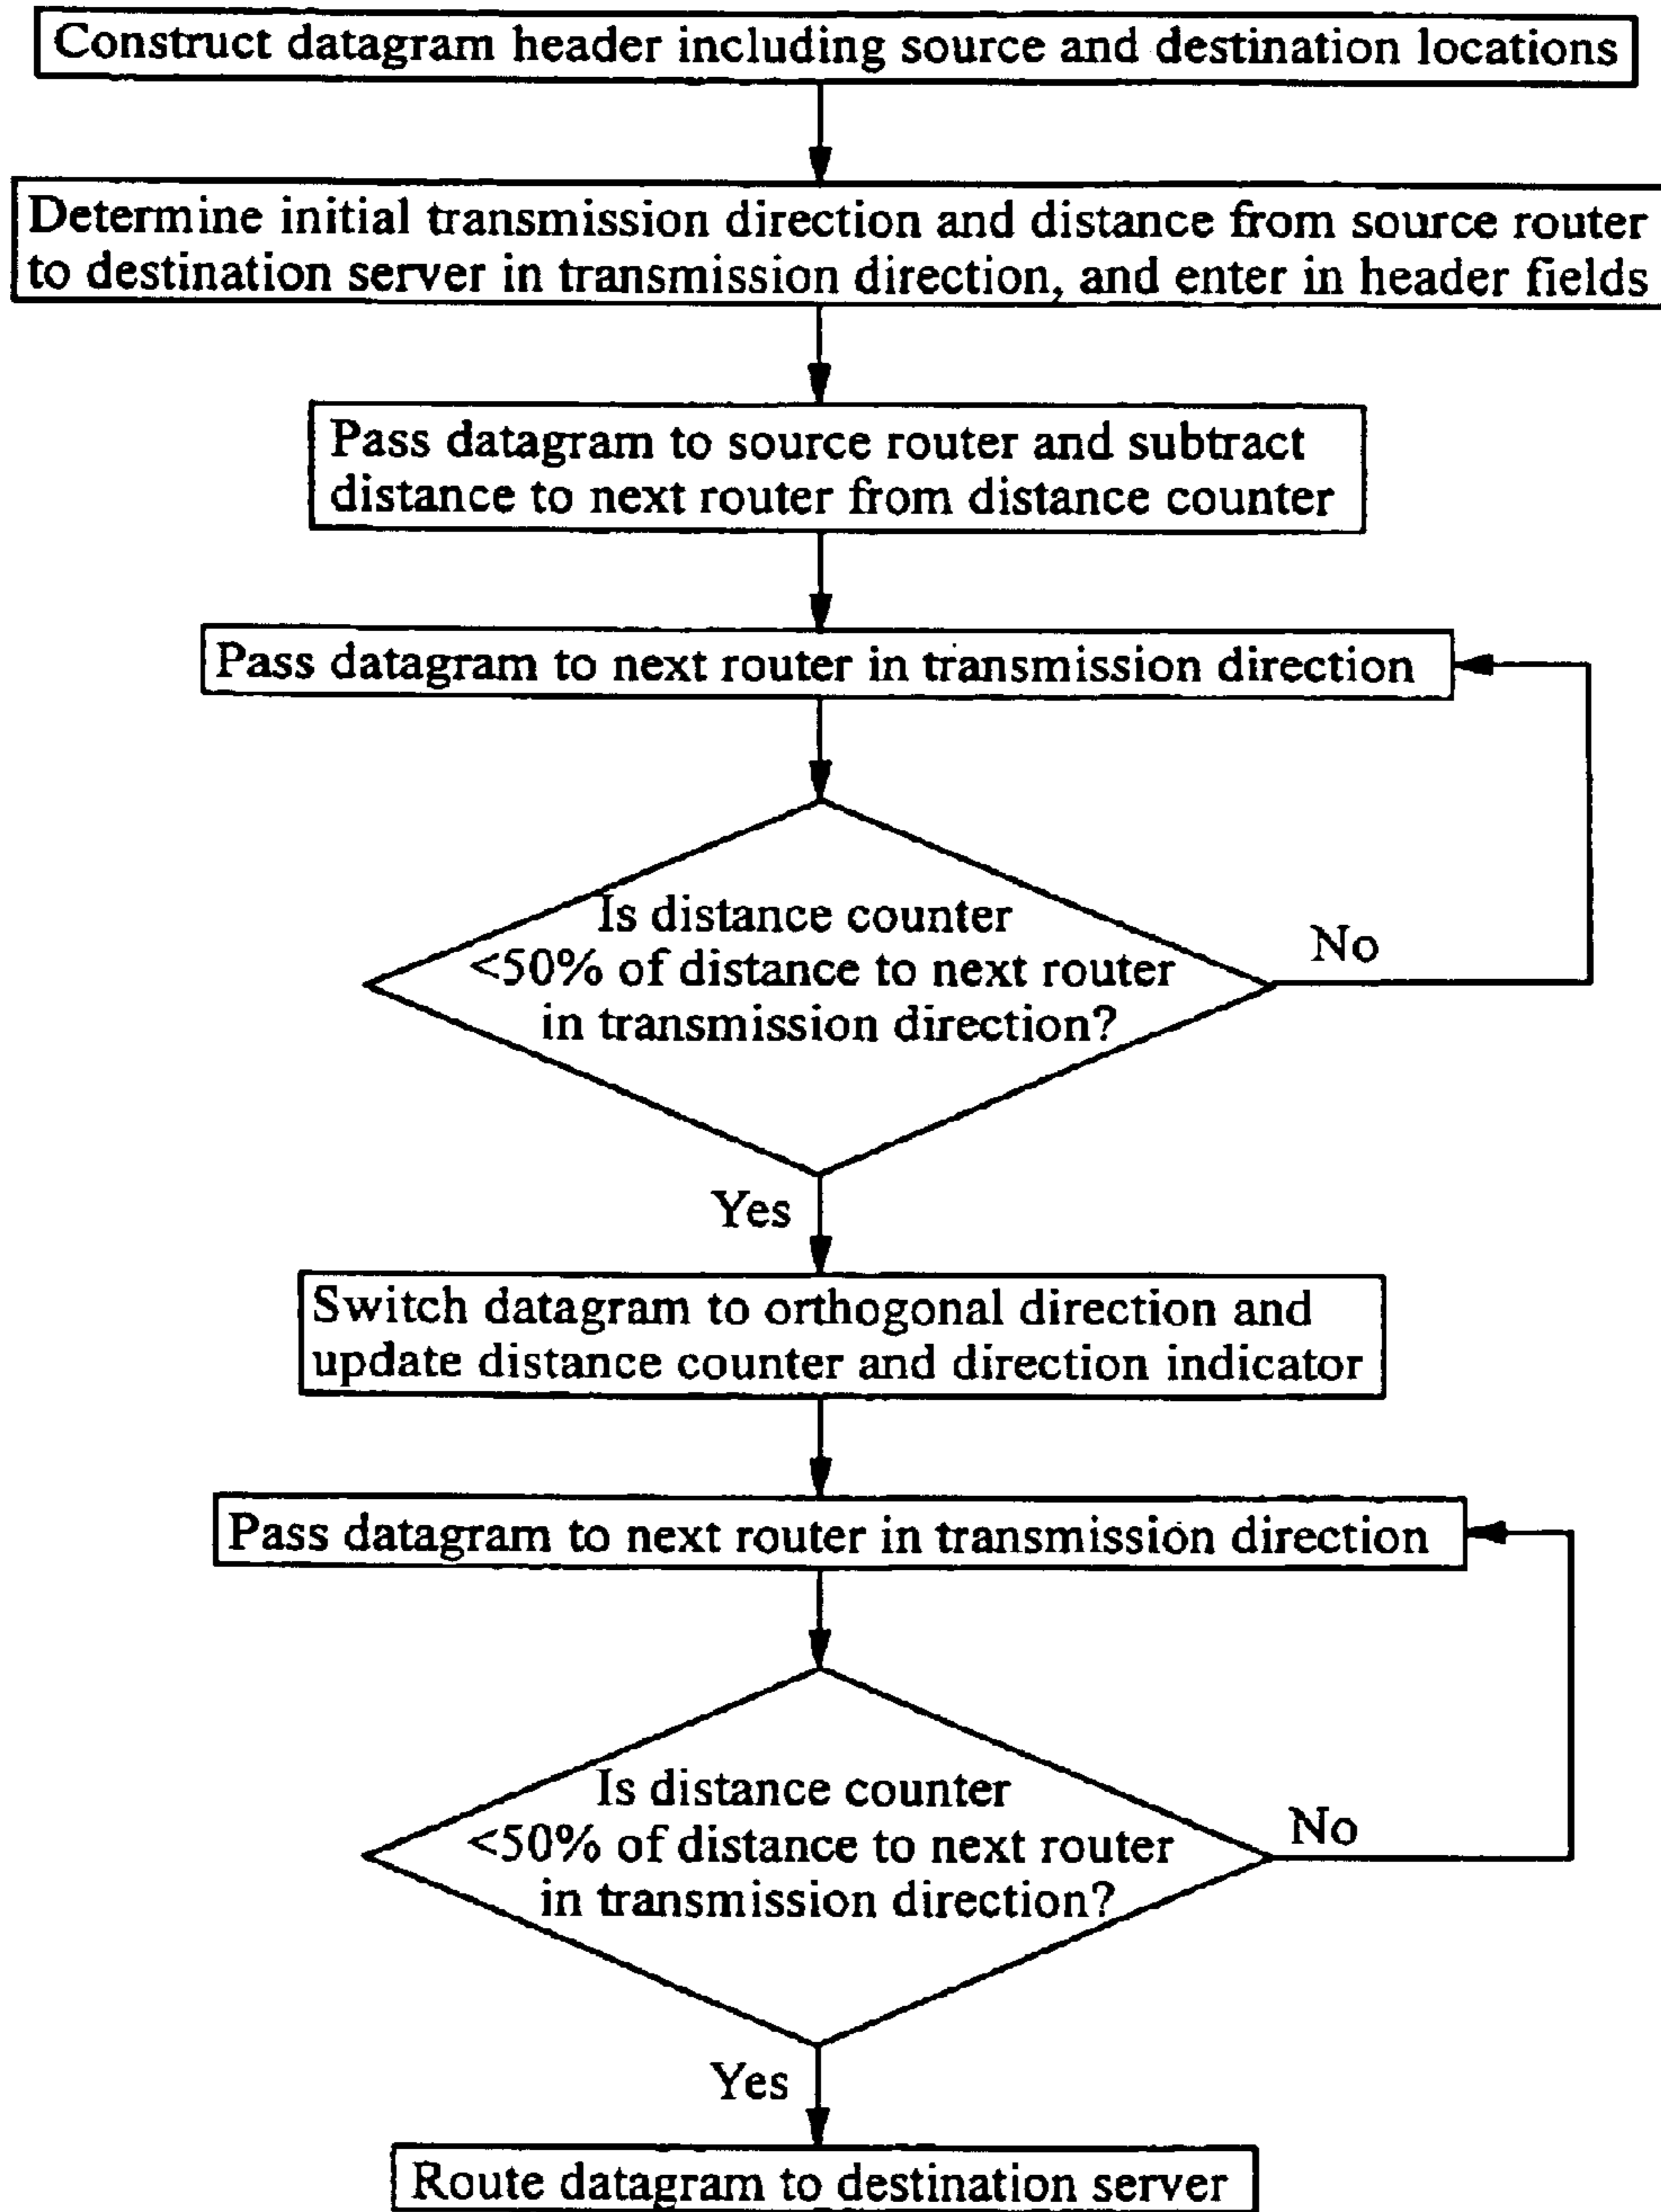 Construct datagram header including source and destination locations
Determine initial transmission direction and distance from source router
to destination server in transmission direction, and enter in header fields
Pass datagram to source router and subtract
distance to next router from distance counter
Pass datagram to next router in transmission direction
Is distance counter
<50% of distance to next router
in transmission direction?
No
Yes
Switch datagram to orthogonal direction and
update distance counter and direction indicator
Pass datagram to next router in transmission direction
Is distance counter
<50% of distance to next router
in transmission direction?
No
Yes
Route datagram to destination server